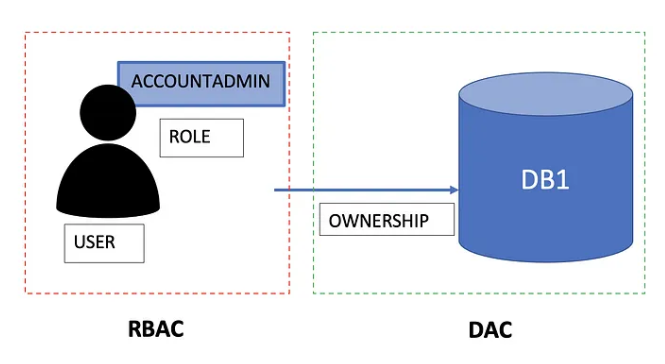 ACCOUNTADMIN
ROLE
USER
OWNERSHIP
DB1
RBAC
DAC